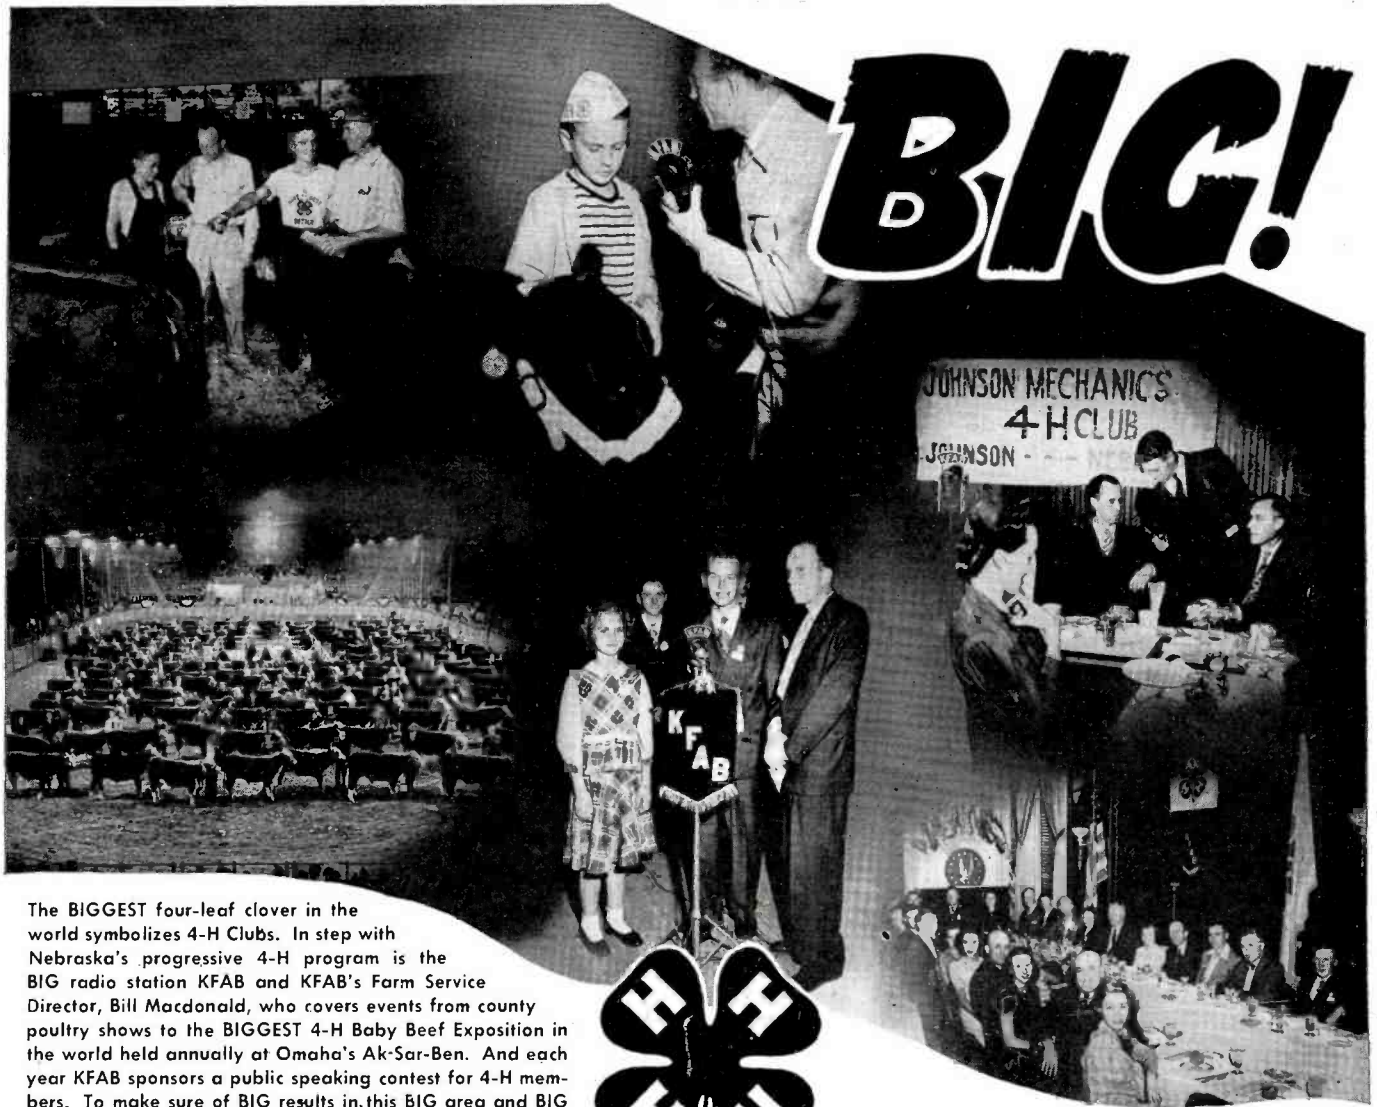 BIG!
JOHNSON MECHANICS
4-H CLUB
JOHNSON -
KFAB
The BIGGEST four-leaf clover in the
world symbolizes 4-H Clubs. In step with
Nebraska's progressive 4-H program is the
BIG radio station KFAB and KFAB's Farm Service
Director, Bill Macdonald, who covers events from county
poultry shows to the BIGGEST 4-H Baby Beef Exposition in
the world held annually at Omaha's Ak-Sar-Ben. And each
year KFAB sponsors a public speaking contest for 4-H mem-
bers. To make sure of BIG results in this BIG area and BIG
H H